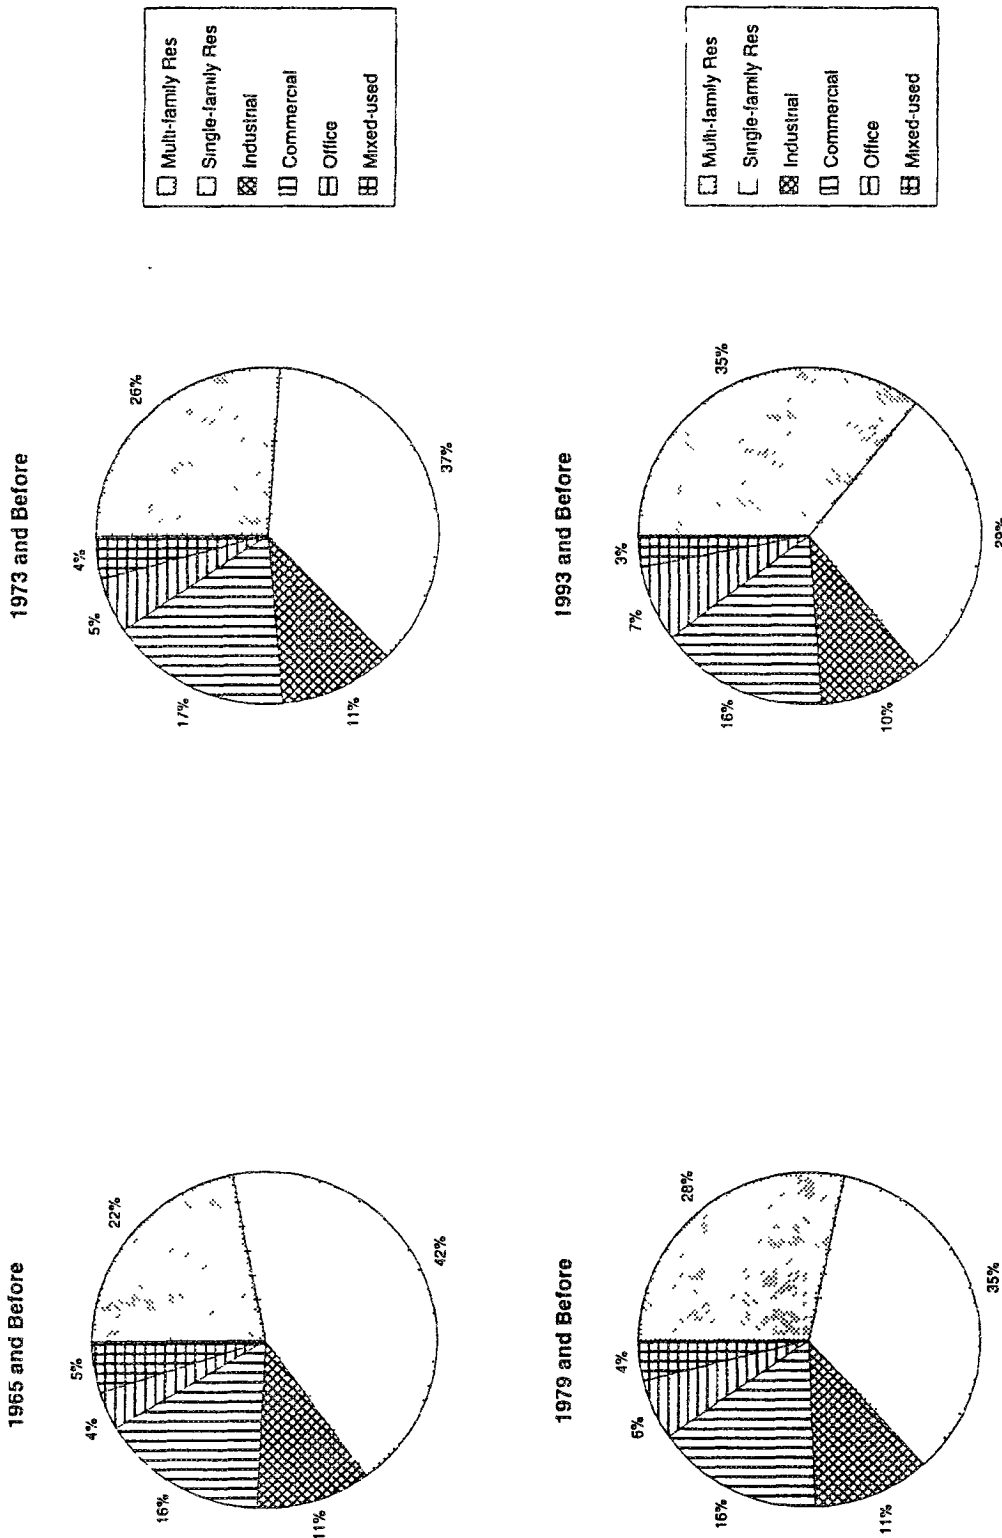 1965 and Before
22%
42%
11%
16%
4%
5%
1973 and Before
26%
37%
11%
17%
5%
4%
Multi-family Res
Single-family Res
Industrial
Commercial
Office
Mixed-used
1979 and Before
28%
35%
11%
16%
6%
4%
1993 and Before
35%
29%
10%
16%
7%
3%
Multi-family Res
Single-family Res
Industrial
Commercial
Office
Mixed-used